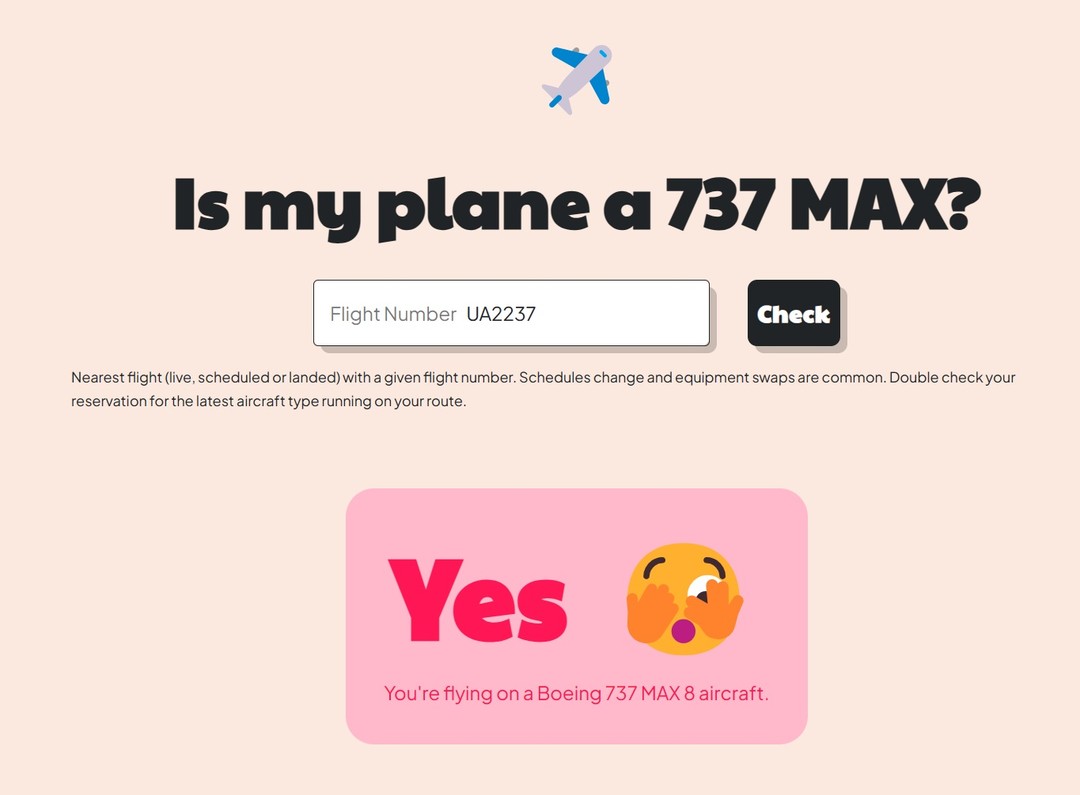 Is my plane a 737 MAX?
Flight Number UA2237
Check
Nearest flight (live, scheduled or landed) with a given flight number. Schedules change and equipment swaps are common. Double check your
reservation for the latest aircraft type running on your route.
Yes
You're flying on a Boeing 737 MAX 8 aircraft.